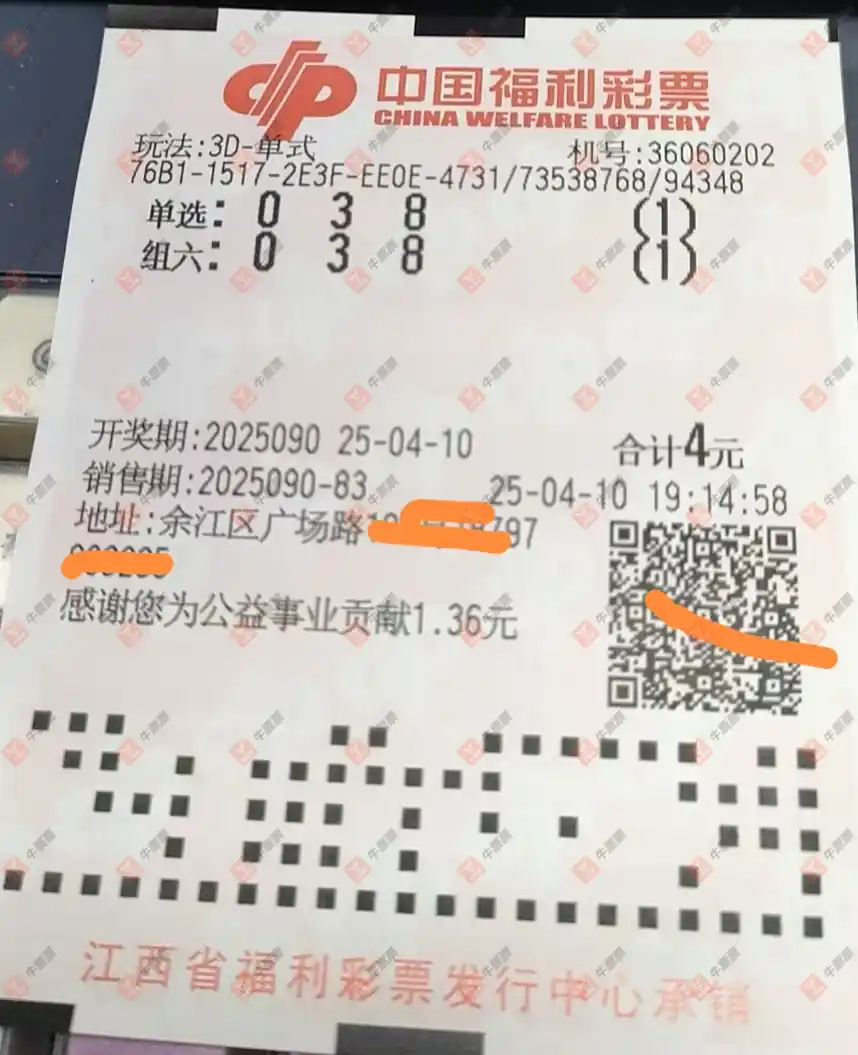 中国福利彩票
CHINA WELFARE LOTTERY
玩法:3D-单式 机号:36060202
76B1-1517-2E3F-EE0E-4731/73538768/94348
单选: 0 3 8 (1)
组六: 0 3 8 (1)
开奖期:2025090 25-04-10 合计4元
销售期:2025090-83 25-04-10 19:14:58
地址:余江区广场路 97
感谢您为公益事业贡献1.36元
江西省福利彩票发行中心承销